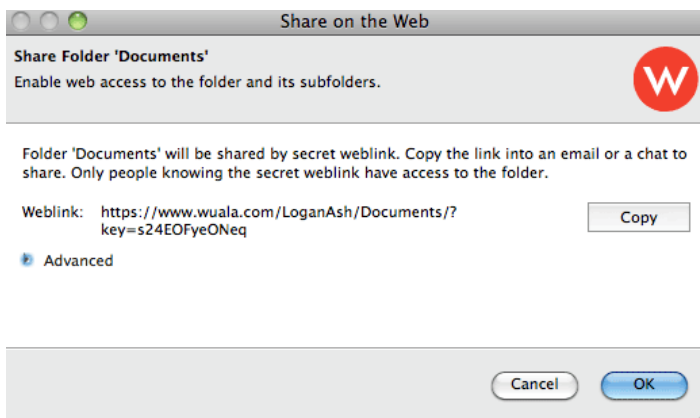 Share on the Web
Share Folder 'Documents'
Enable web access to the folder and its subfolders.
W
Folder 'Documents' will be shared by secret weblink. Copy the link into an email or a chat to
share. Only people knowing the secret weblink have access to the folder.
Weblink: https://www.wuala.com/LoganAsh/Documents/? Copy
key=s24EOFyeONeq
Advanced
Cancel OK